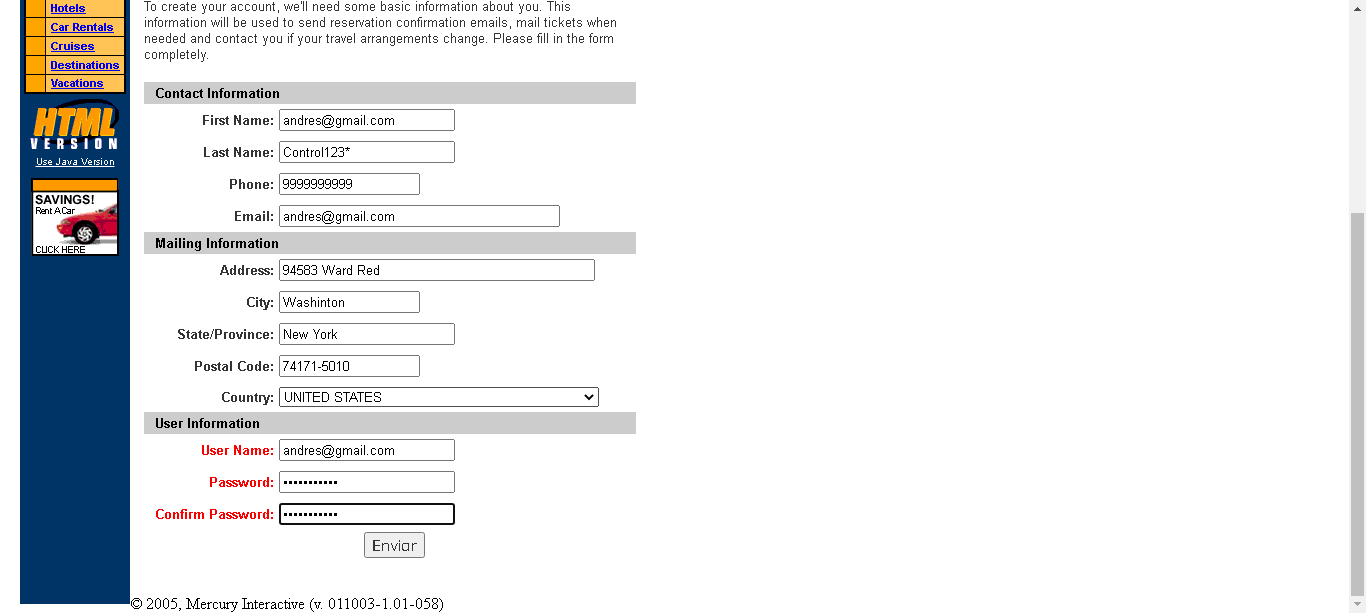 Hotels
Car Rentals
Cruises
Destinations
Vacations
HTML
VERSION
Use Java Version
SAVINGS!
Rent A Car
CLICK HERE
To create your account, we'll need some basic information about you. This
information will be used to send reservation confirmation emails, mail tickets when
needed and contact you if your travel arrangements change. Please fill in the form
completely.
Contact Information
First Name: andres@gmail.com
Last Name: Control123*
Phone: 9999999999
Email: andres@gmail.com
Mailing Information
Address: 94583 Ward Red
City: Washinton
State/Province: New York
Postal Code: 74171-5010
Country: UNITED STATES
User Information
User Name: andres@gmail.com
Password: •••••••••••
Confirm Password: •••••••••••
Enviar
© 2005, Mercury Interactive (v. 011003-1.01-058)